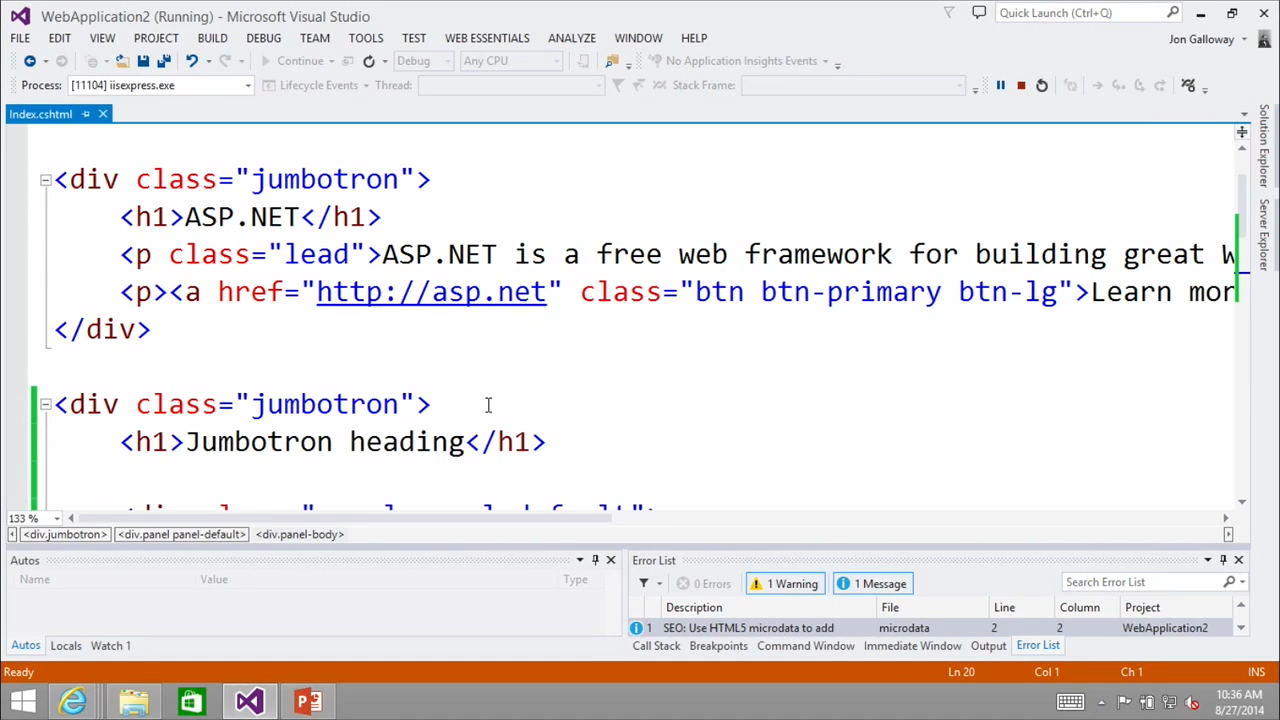 WebApplication2 (Running) - Microsoft Visual Studio
Quick Launch (Ctrl+Q)
FILE EDIT VIEW PROJECT BUILD DEBUG TEAM TOOLS TEST WEB ESSENTIALS ANALYZE WINDOW HELP
Jon Galloway
Continue Debug Any CPU No Application Insights Events
Process: [11104] iisexpress.exe Lifecycle Events Thread: Stack Frame:
Index.cshtml
<div class="jumbotron">
<h1>ASP.NET</h1>
<p class="lead">ASP.NET is a free web framework for building great W
<p><a href="http://asp.net" class="btn btn-primary btn-lg">Learn mor
</div>
<div class="jumbotron">
<h1>Jumbotron heading</h1>
133 %
<div.jumbotron> <div.panel panel-default> <div.panel-body>
Autos
Name Value Type
Autos Locals Watch 1
Error List
0 Errors 1 Warning 1 Message Search Error List
Description File Line Column Project
1 SEO: Use HTML5 microdata to add microdata 2 2 WebApplication2
Call Stack Breakpoints Command Window Immediate Window Output Error List
Ready Ln 20 Col 1 Ch 1 INS
10:36 AM
8/27/2014
Solution Explorer
Server Explorer